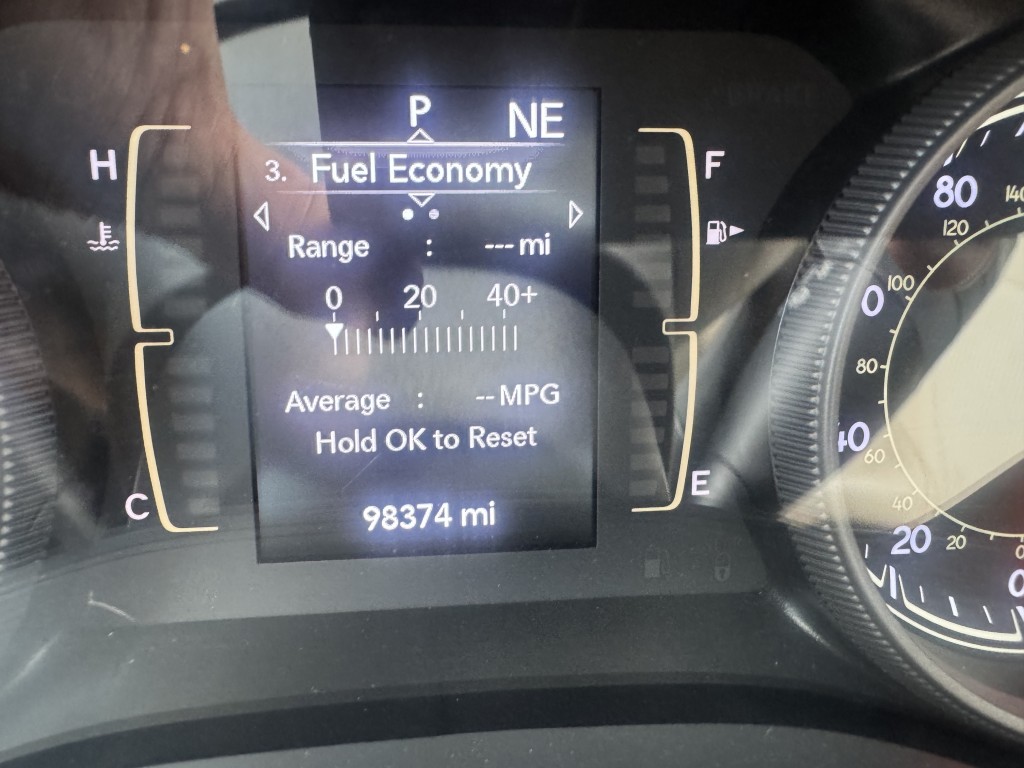 P NE
3. Fuel Economy
Range : --- mi
0 20 40+
Average : -- MPG
Hold OK to Reset
98374 mi
H
C
F
E
80
120
100
80
40
60
40
20
20